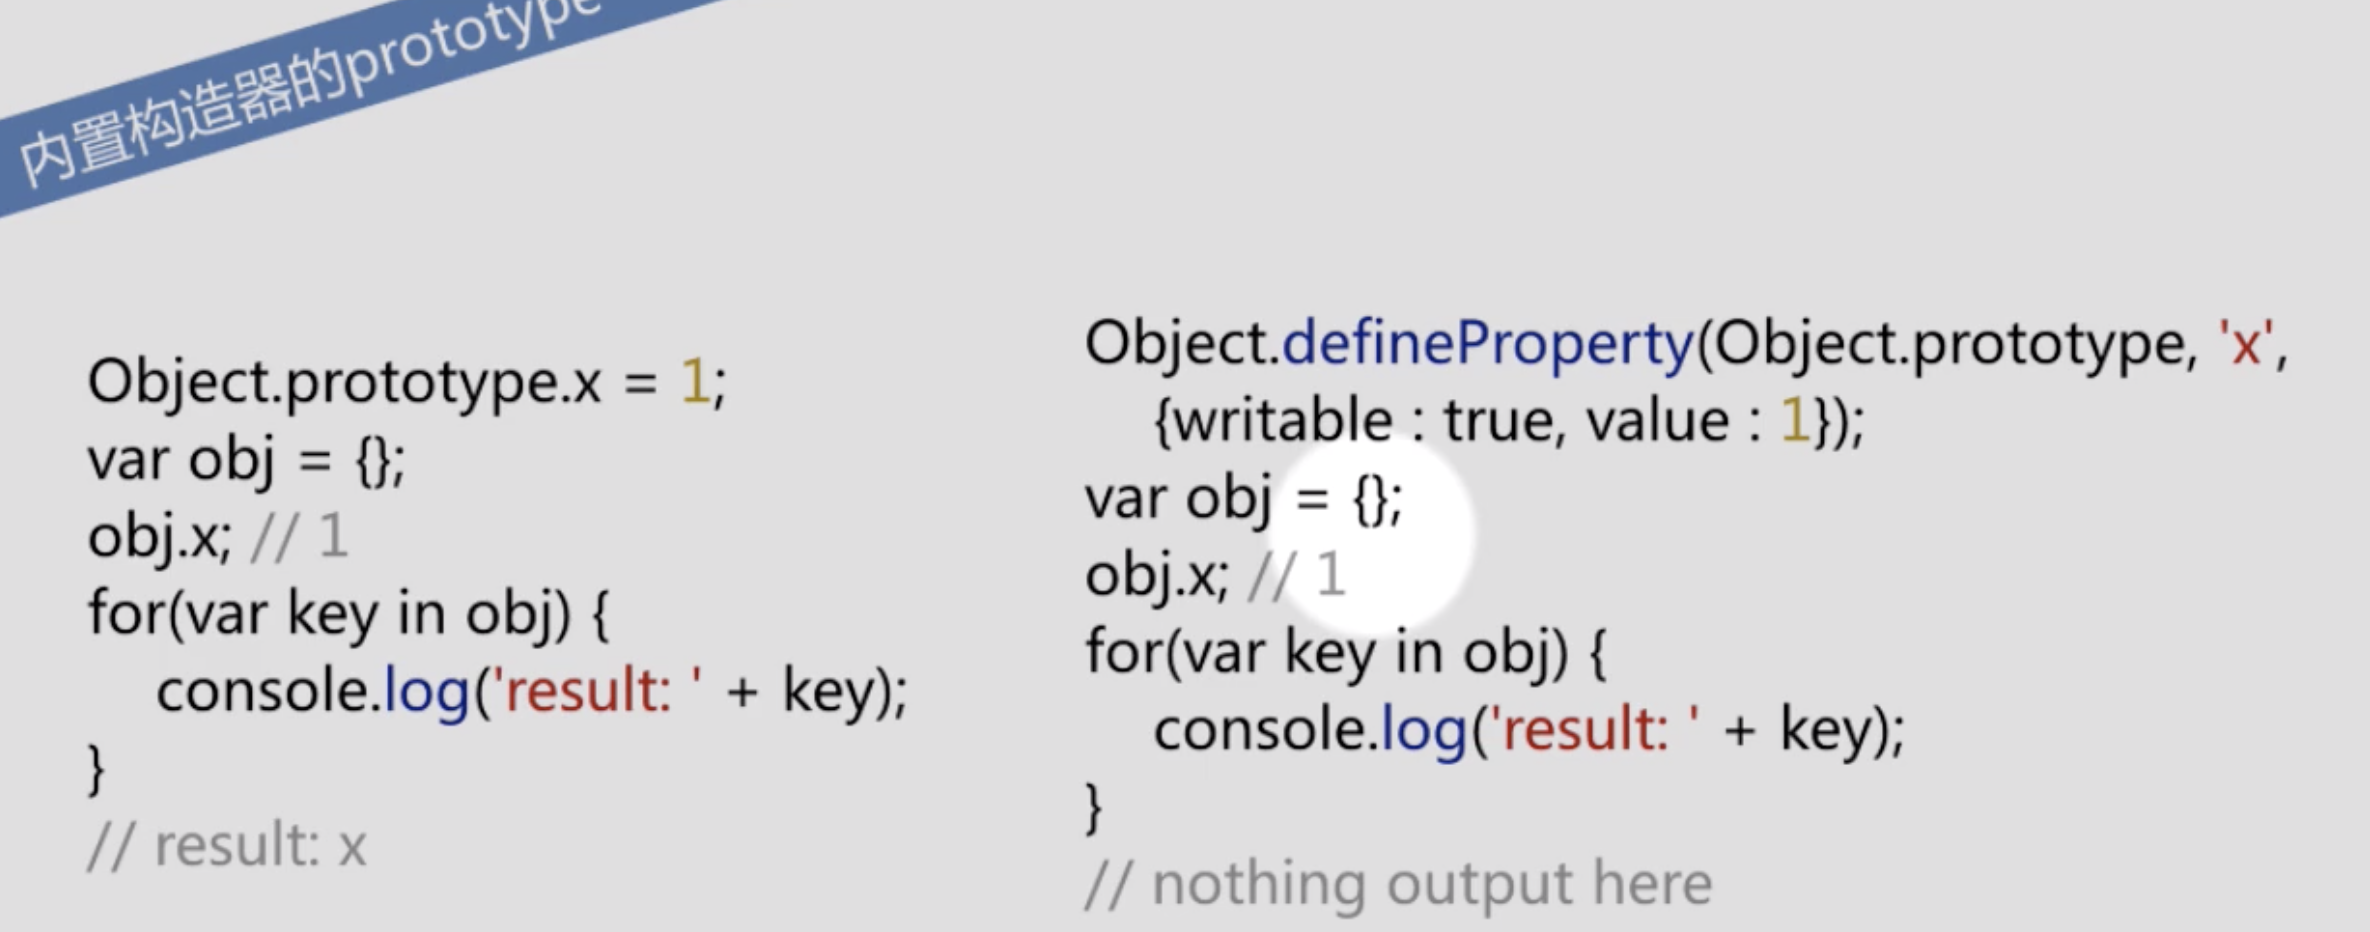 内置构造器的prototype
Object.prototype.x = 1;
var obj = {};
obj.x; // 1
for(var key in obj) {
console.log('result: ' + key);
}
// result: x
Object.defineProperty(Object.prototype, 'x',
{writable : true, value : 1});
var obj = {};
obj.x; // 1
for(var key in obj) {
console.log('result: ' + key);
}
// nothing output here